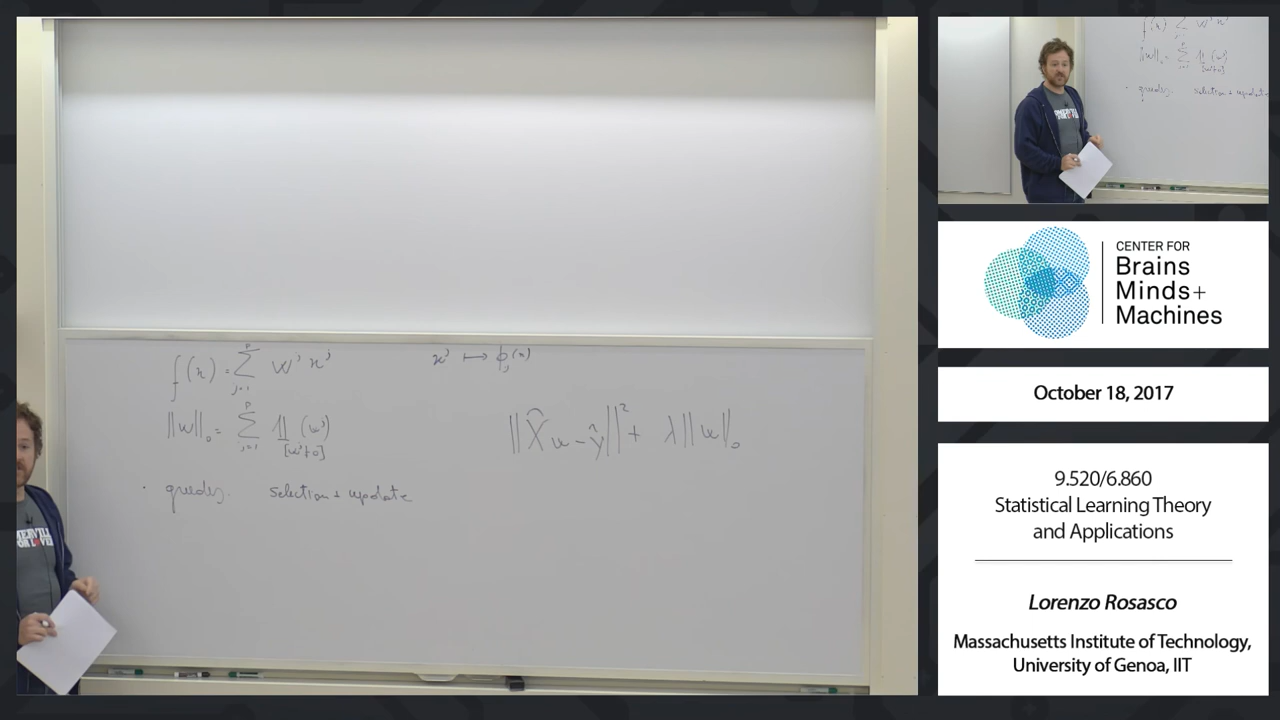 f(x) = Σ_{j=1}^{p} w^j x^j
x^j ↦ ϕ_j(x)
‖w‖₀ = Σ_{j=1}^{p} 𝟙_{[w^j≠0]}(w^j)
‖X̂w - ŷ‖² + λ‖w‖₀
· greedy. selection + update
CENTER FOR
Brains
Minds+
Machines
October 18, 2017
9.520/6.860
Statistical Learning Theory
and Applications
Lorenzo Rosasco
Massachusetts Institute of Technology,
University of Genoa, IIT